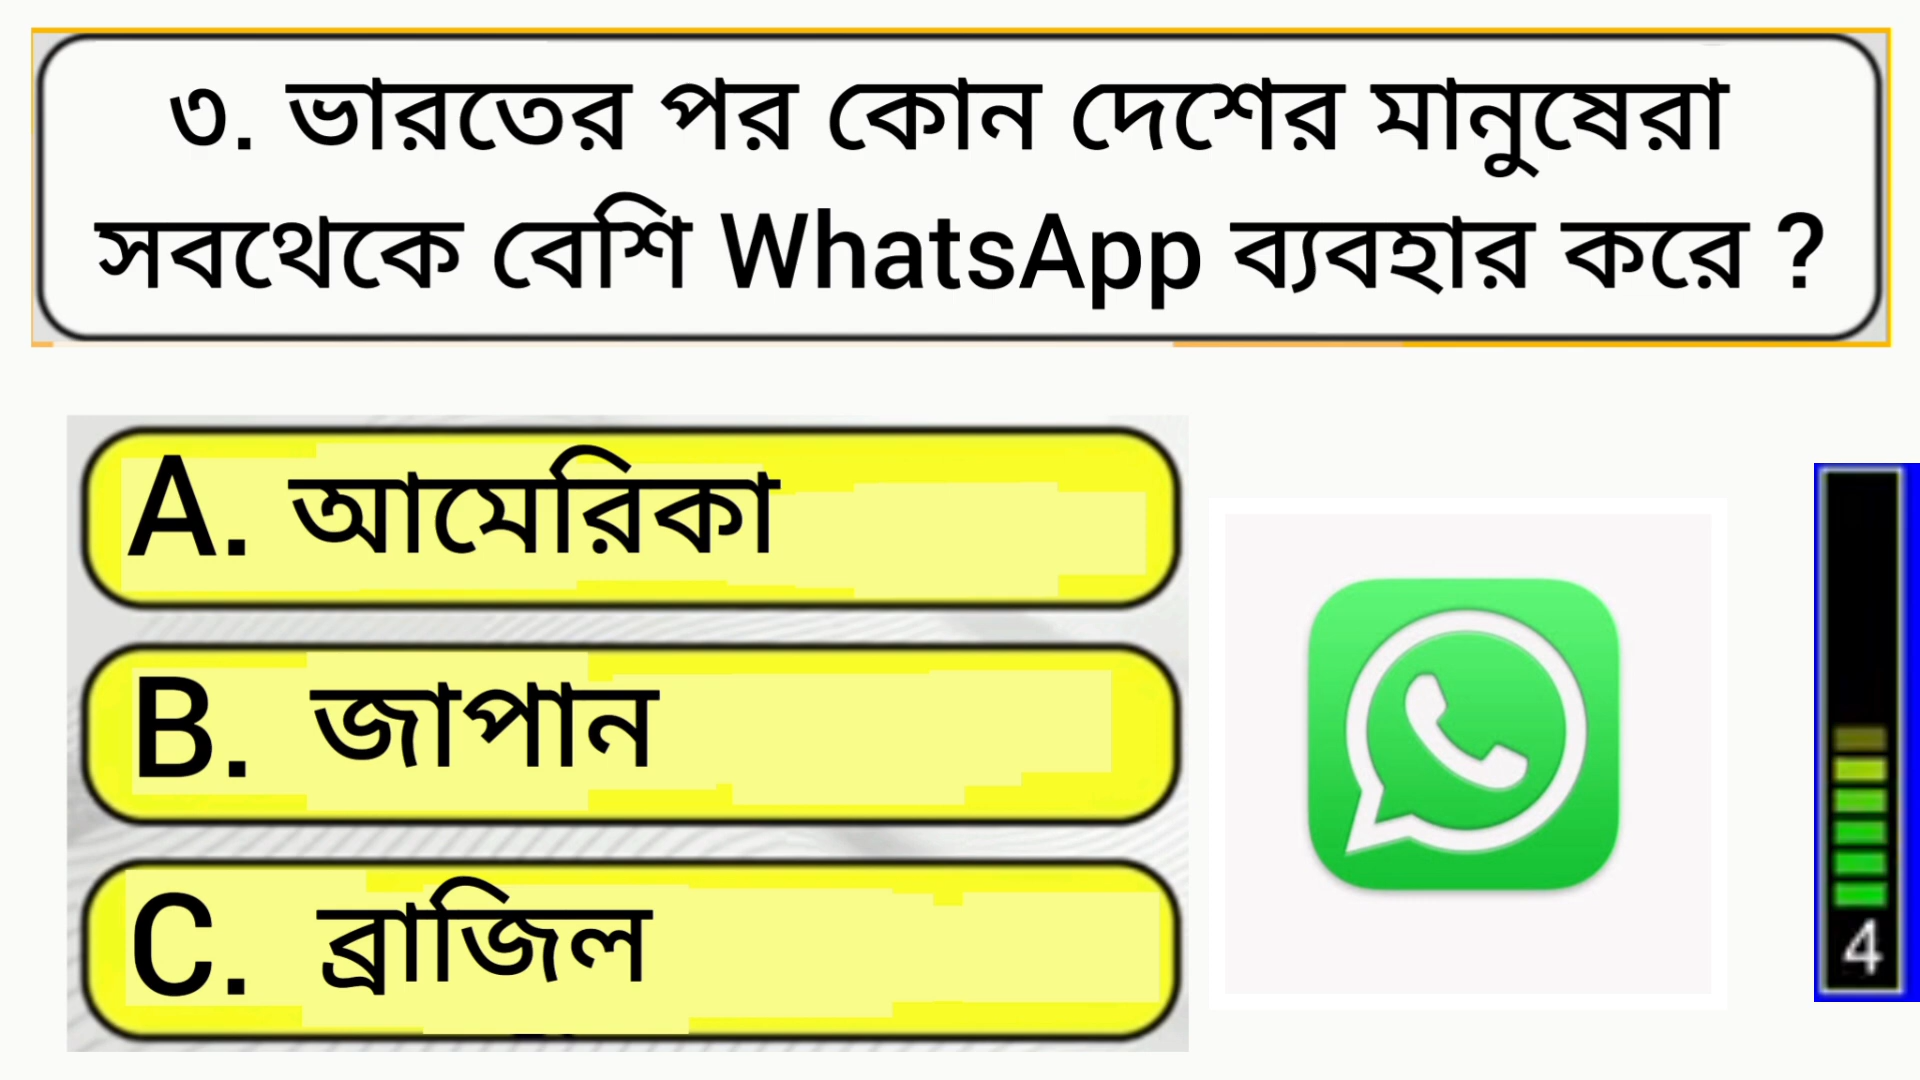 ৩. ভারতের পর কোন দেশের মানুষেরা
সবথেকে বেশি WhatsApp ব্যবহার করে ?
A. আমেরিকা
B. জাপান
C. ব্রাজিল
4